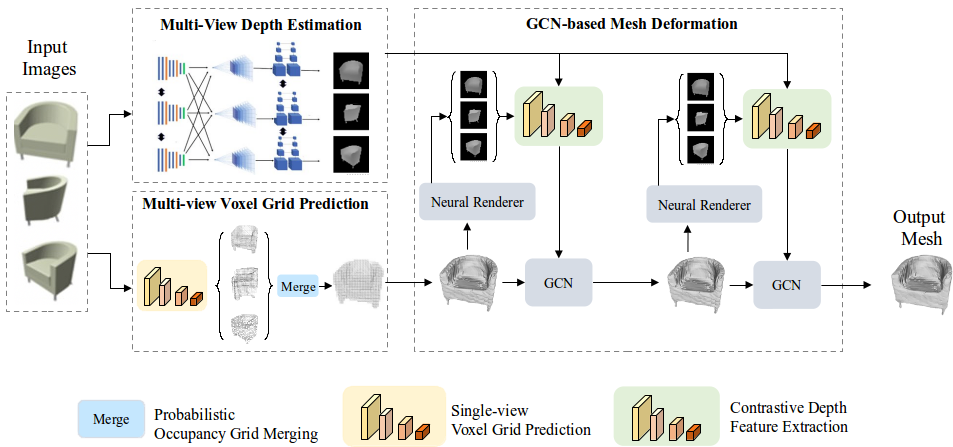 Input
Images
Multi-View Depth Estimation
GCN-based Mesh Deformation
Neural Renderer
Neural Renderer
Multi-view Voxel Grid Prediction
Merge
GCN
GCN
Output
Mesh
Merge
Probabilistic
Occupancy Grid Merging
Single-view
Voxel Grid Prediction
Contrastive Depth
Feature Extraction